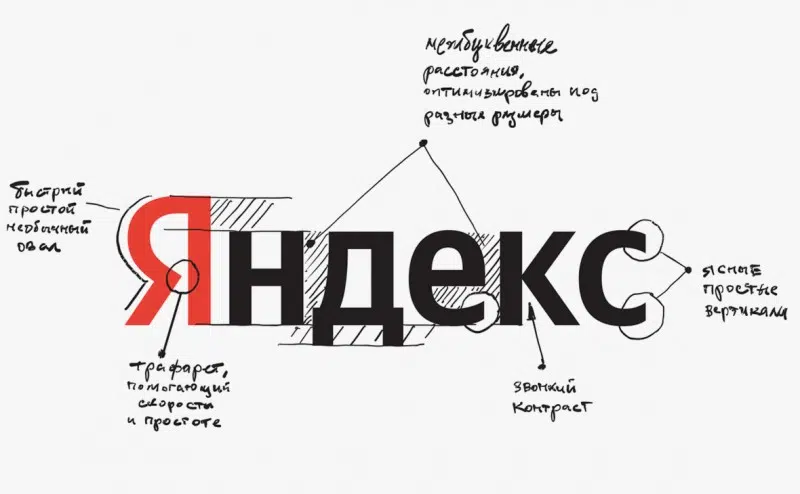 межбуквенные
расстояния,
оптимизированы под
разные размеры
быстрый
простой
необычный
овал
Яндекс
ясные
простые
вертикали
трафарет,
помогающий
скорости
и простоте
звонкий
контраст